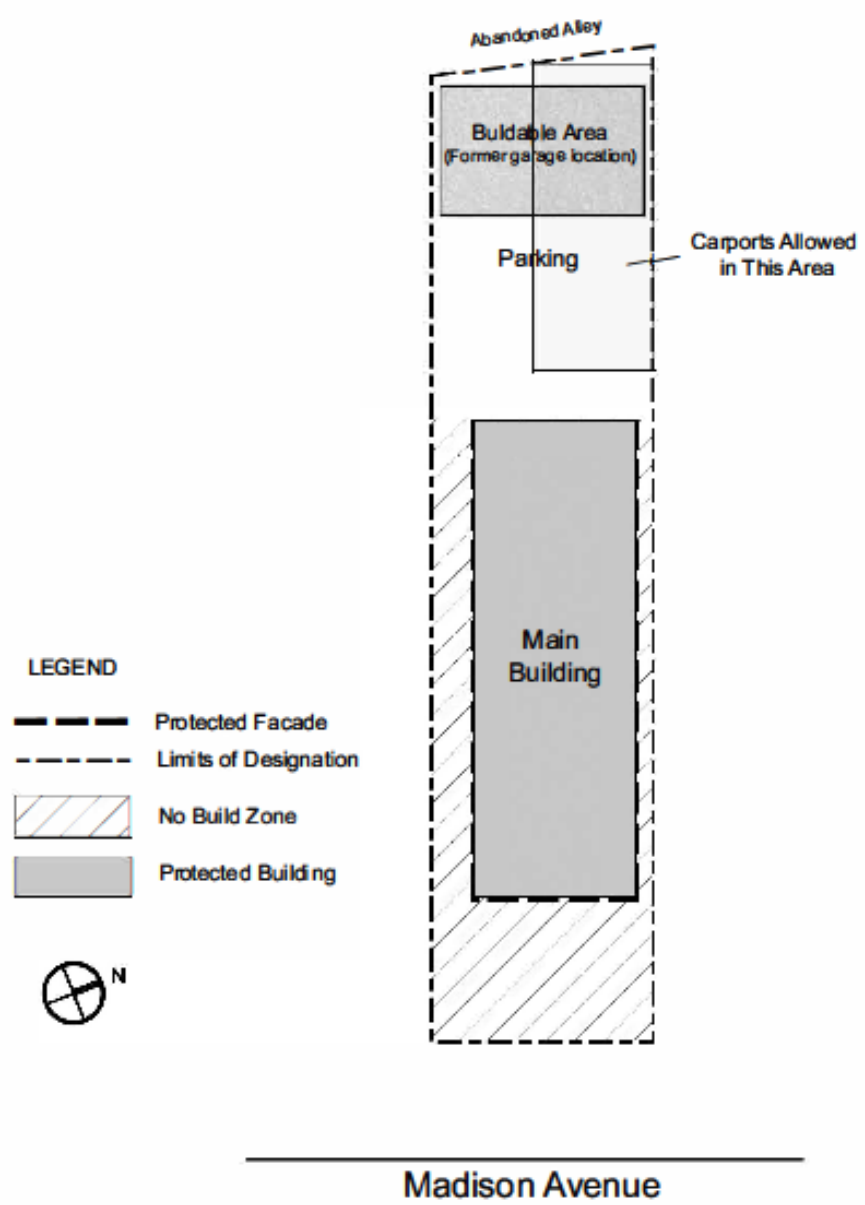 Abandoned Alley
Buldable Area
(Former garage location)
Parking
Carports Allowed
in This Area
Main
Building
LEGEND
Protected Facade
Limits of Designation
No Build Zone
Protected Building
N
Madison Avenue